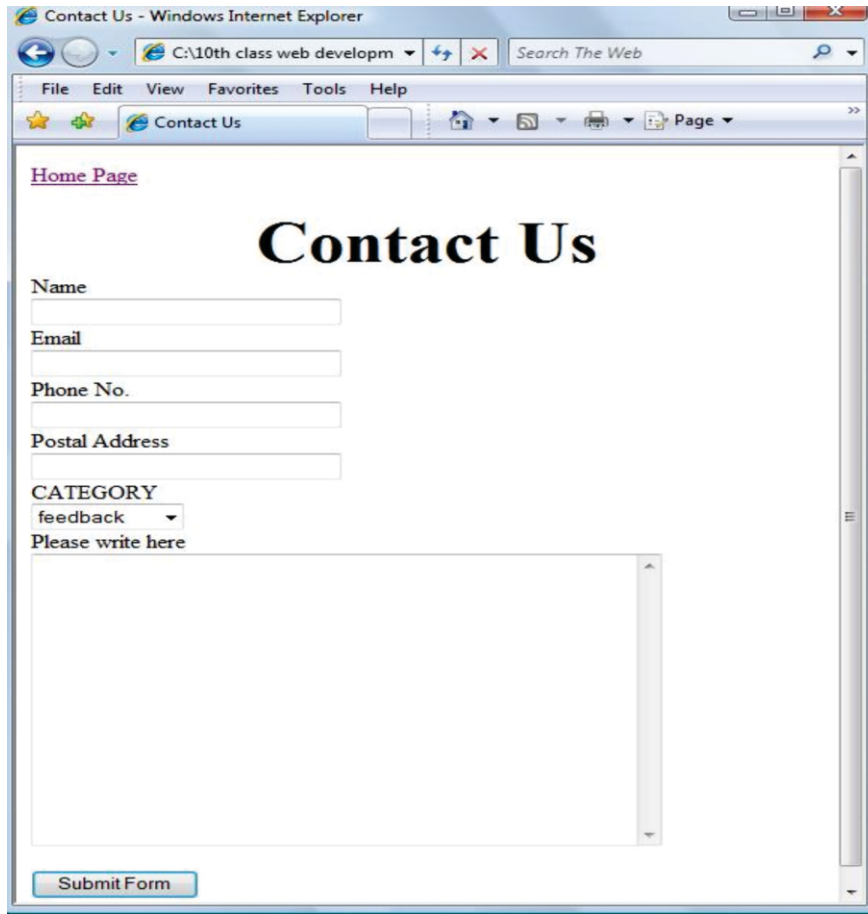 Contact Us - Windows Internet Explorer
C:\10th class web developm
Search The Web
File Edit View Favorites Tools Help
Contact Us
Page
Home Page
Contact Us
Name
Email
Phone No.
Postal Address
CATEGORY
feedback
Please write here
Submit Form